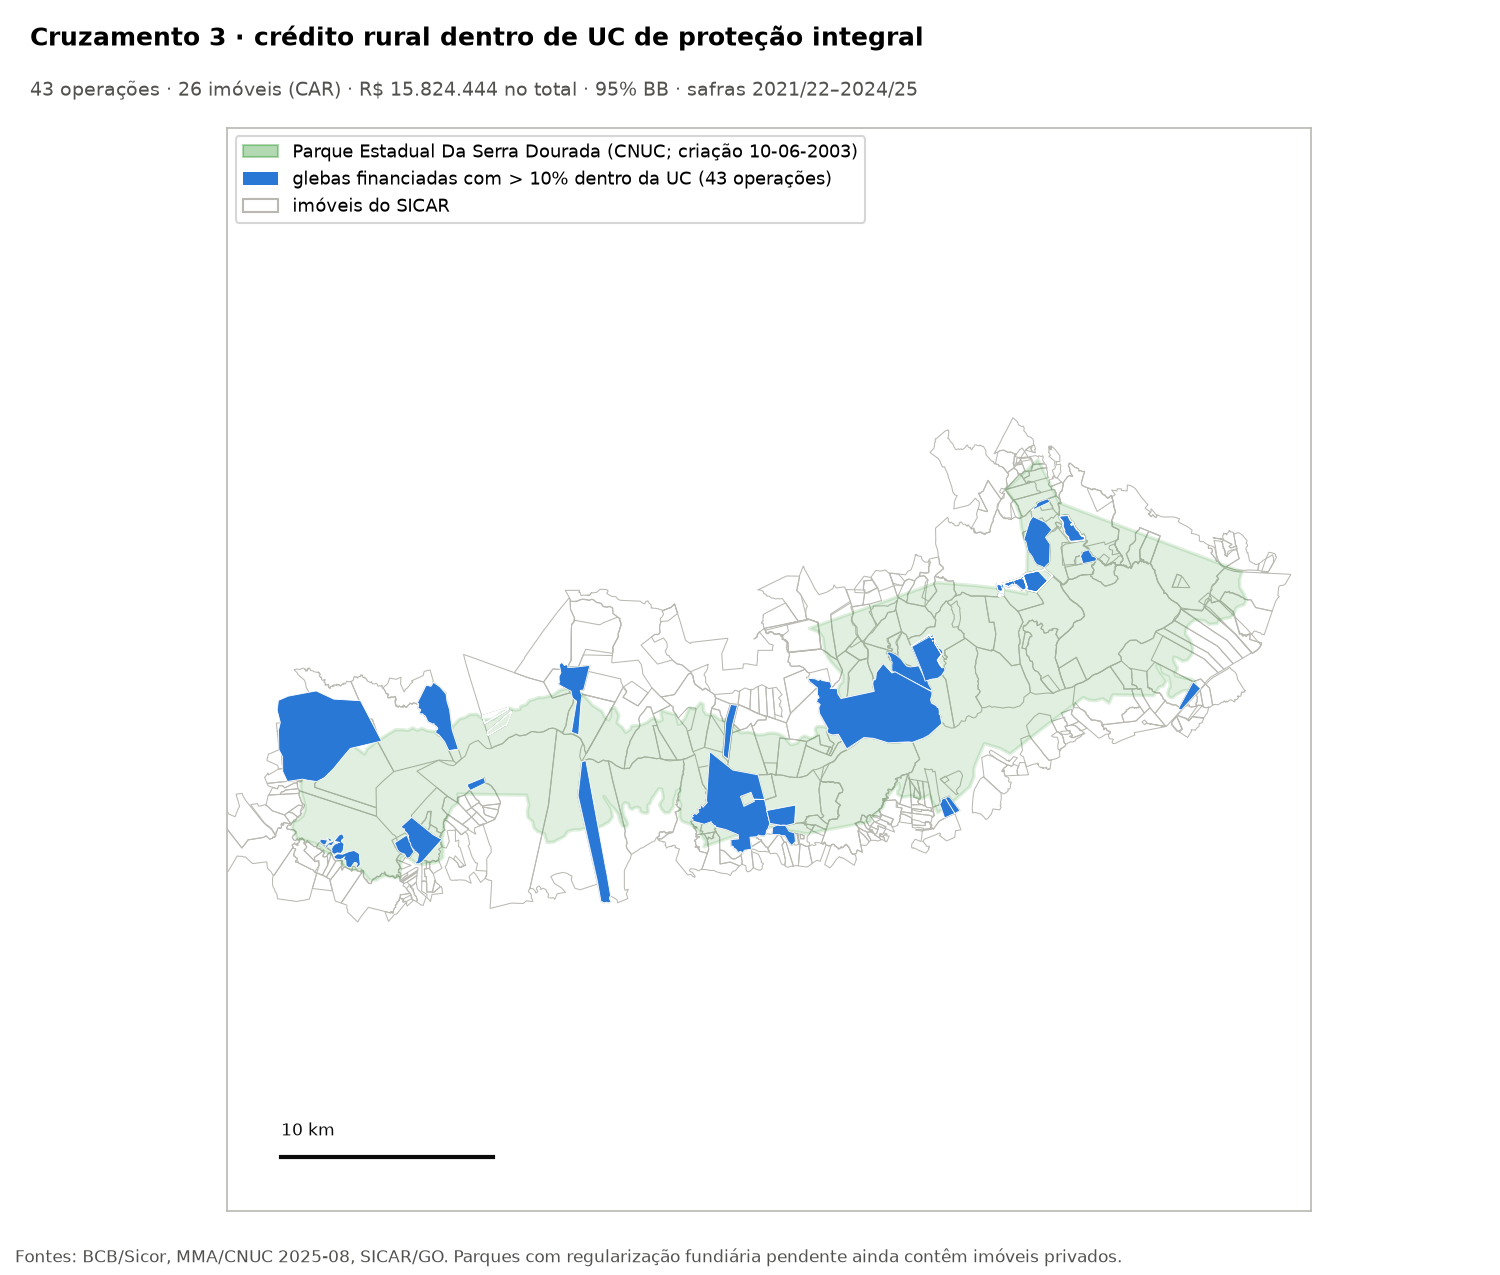 Cruzamento 3 · crédito rural dentro de UC de proteção integral
43 operações · 26 imóveis (CAR) · R$ 15.824.444 no total · 95% BB · safras 2021/22–2024/25
Parque Estadual Da Serra Dourada (CNUC; criação 10-06-2003)
glebas financiadas com > 10% dentro da UC (43 operações)
imóveis do SICAR
10 km
Fontes: BCB/Sicor, MMA/CNUC 2025-08, SICAR/GO. Parques com regularização fundiária pendente ainda contêm imóveis privados.